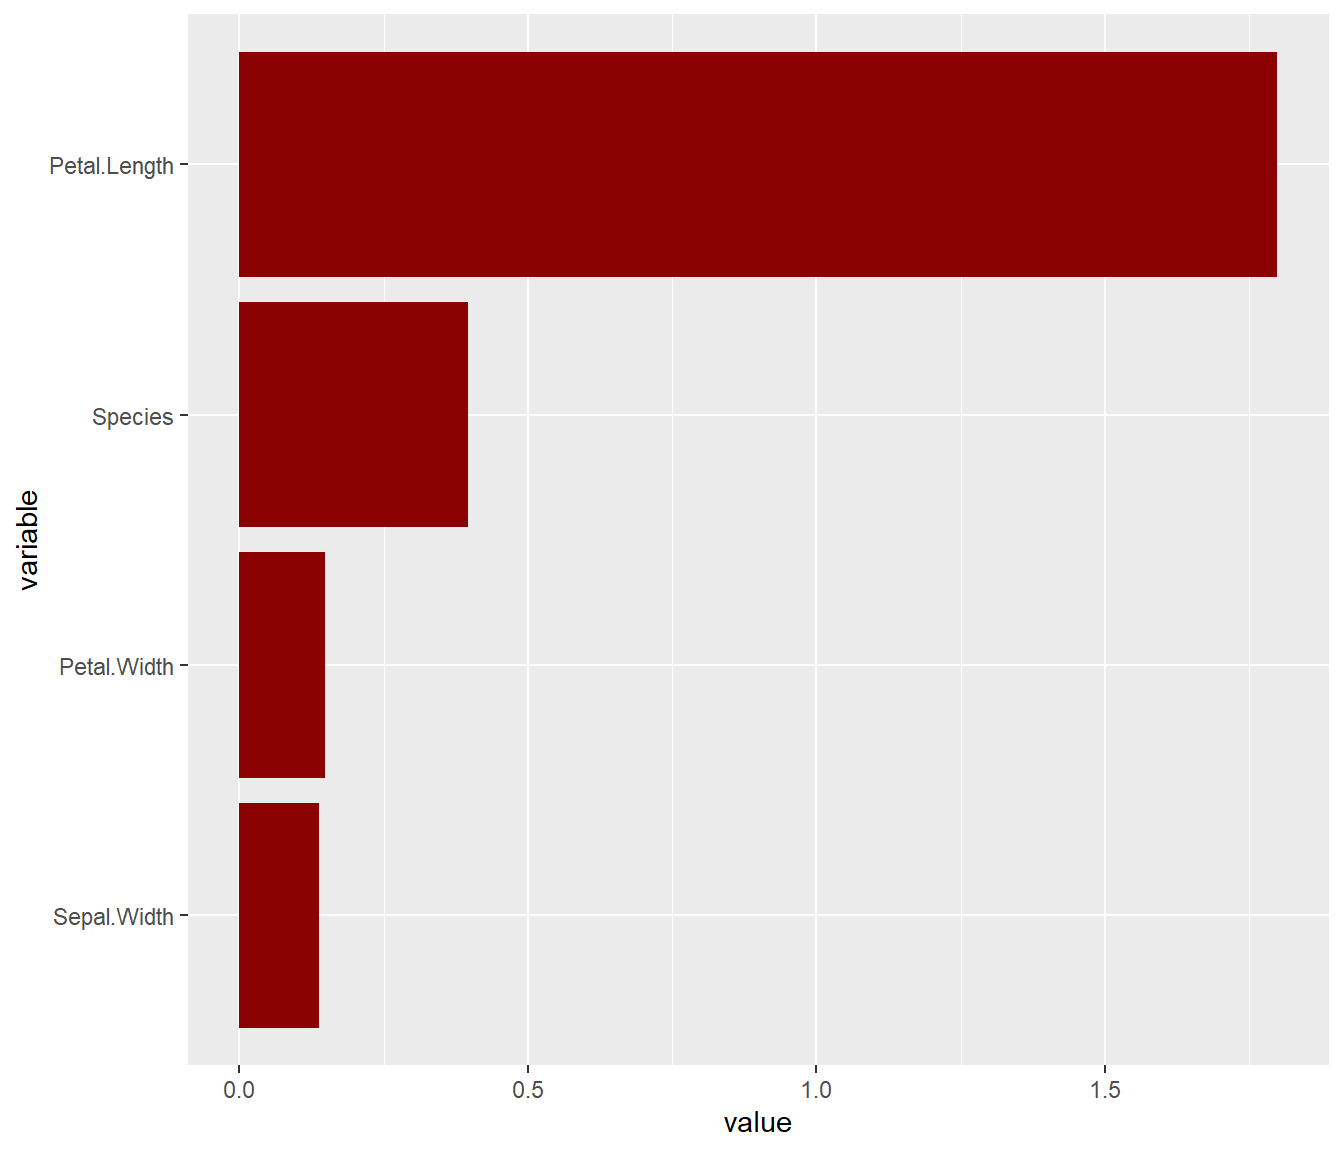 Petal.Length
Species
Petal.Width
Sepal.Width
variable
0.0 0.5 1.0 1.5
value